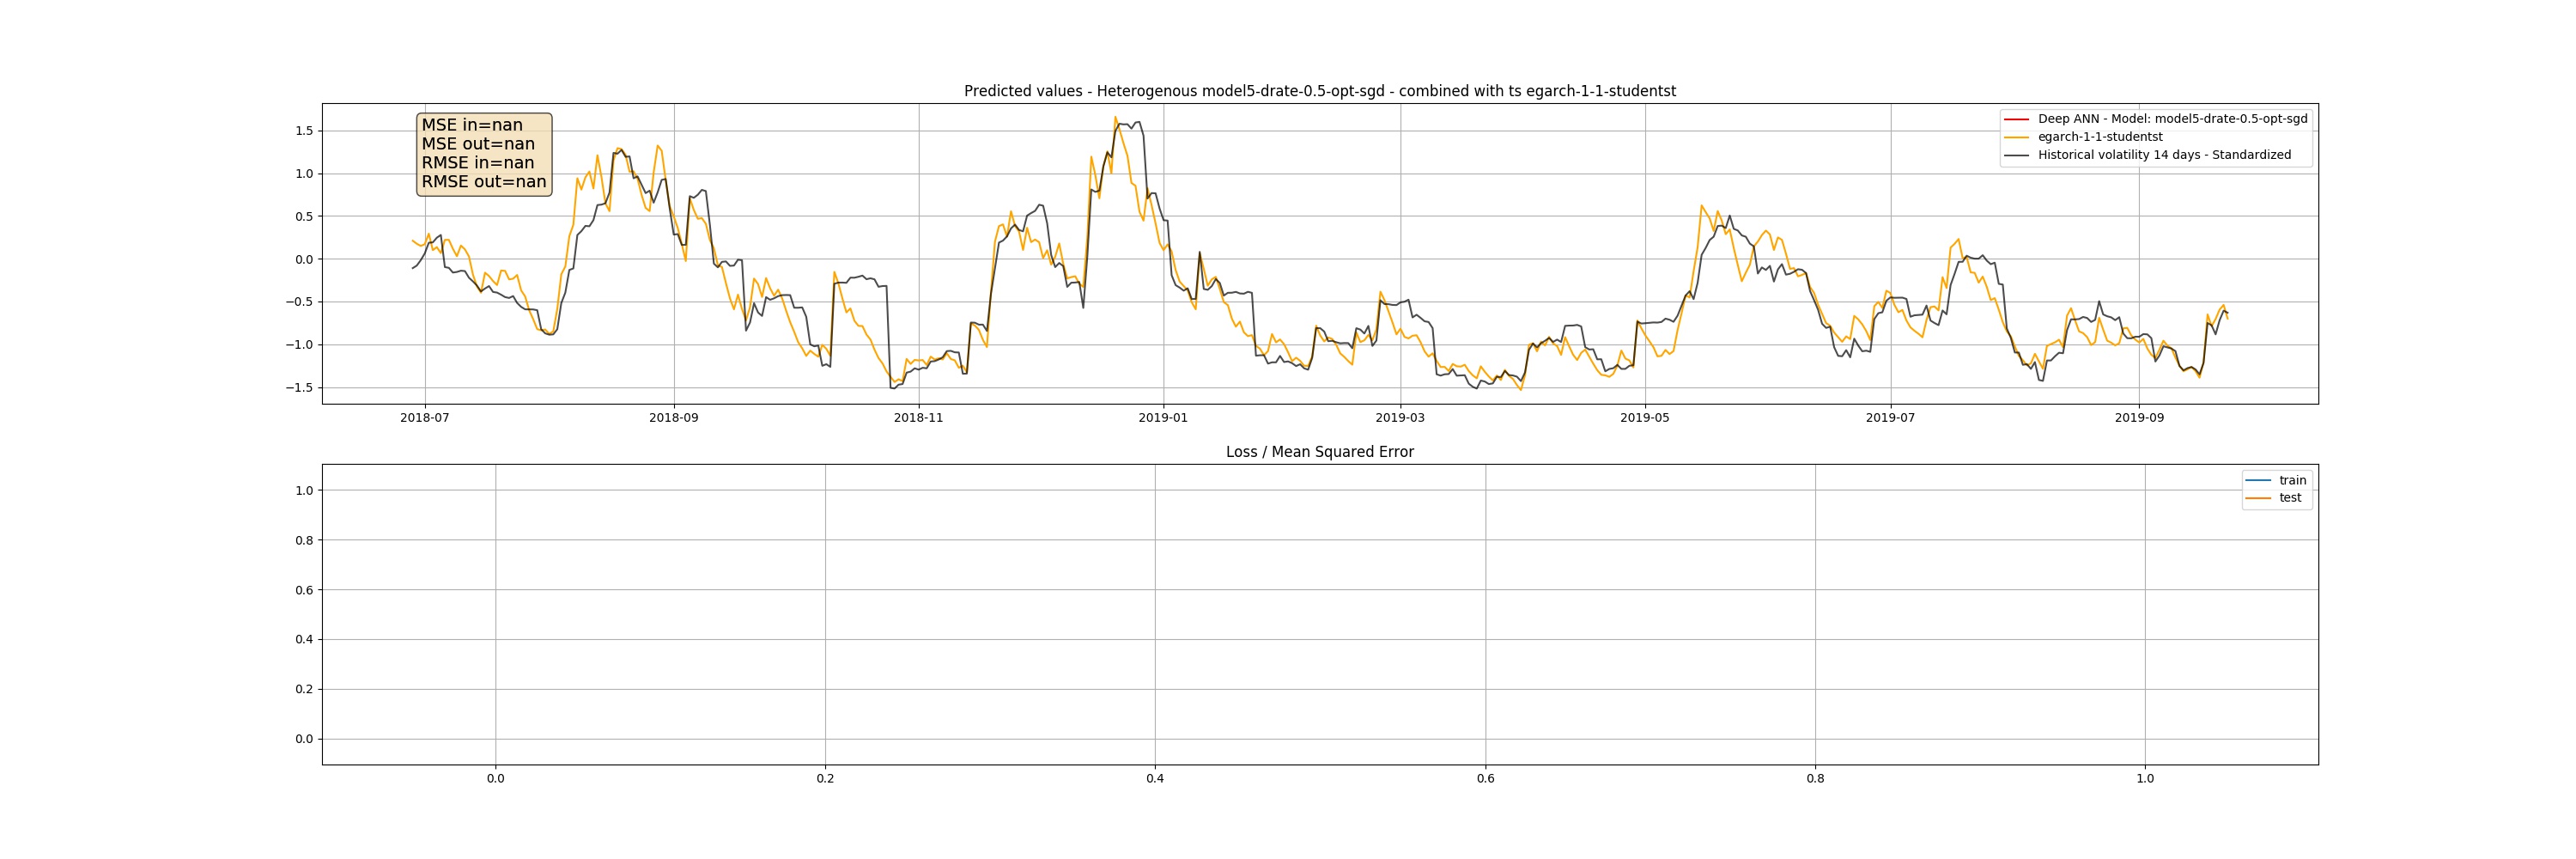 Predicted values - Heterogenous model5-drate-0.5-opt-sgd - combined with ts egarch-1-1-studentst
MSE in=nan
MSE out=nan
RMSE in=nan
RMSE out=nan
Deep ANN - Model: model5-drate-0.5-opt-sgd
egarch-1-1-studentst
Historical volatility 14 days - Standardized
1.5
1.0
0.5
0.0
−0.5
−1.0
−1.5
2018-07 2018-09 2018-11 2019-01 2019-03 2019-05 2019-07 2019-09
Loss / Mean Squared Error
train
test
1.0
0.8
0.6
0.4
0.2
0.0
0.0 0.2 0.4 0.6 0.8 1.0